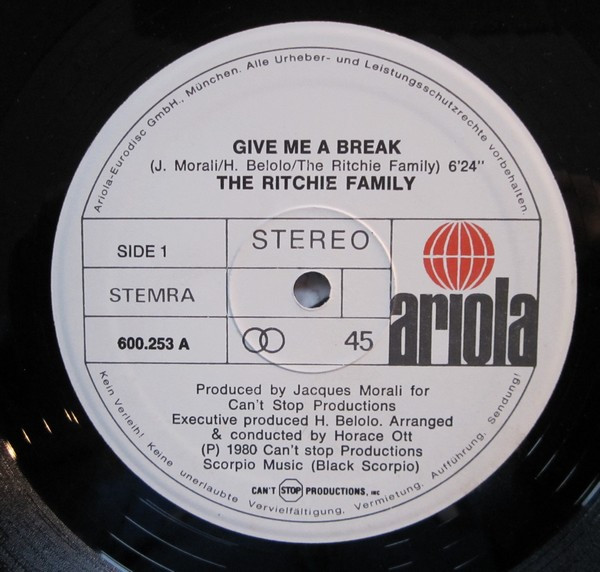 Ariola-Eurodisc GmbH., München. Alle Urheber- und Leistungsschutzrechte vorbehalten.
GIVE ME A BREAK
(J. Morali/H. Belolo/The Ritchie Family) 6'24"
THE RITCHIE FAMILY
SIDE 1
STEREO
STEMRA
600.253 A
45
ariola
Produced by Jacques Morali for
Can't Stop Productions
Executive produced H. Belolo. Arranged
& conducted by Horace Ott
(P) 1980 Can't stop Productions
Scorpio Music (Black Scorpio)
CAN'T STOP PRODUCTIONS, INC
Kein Verleih! Keine unerlaubte Vervielfältigung, Vermietung, Aufführung, Sendung!